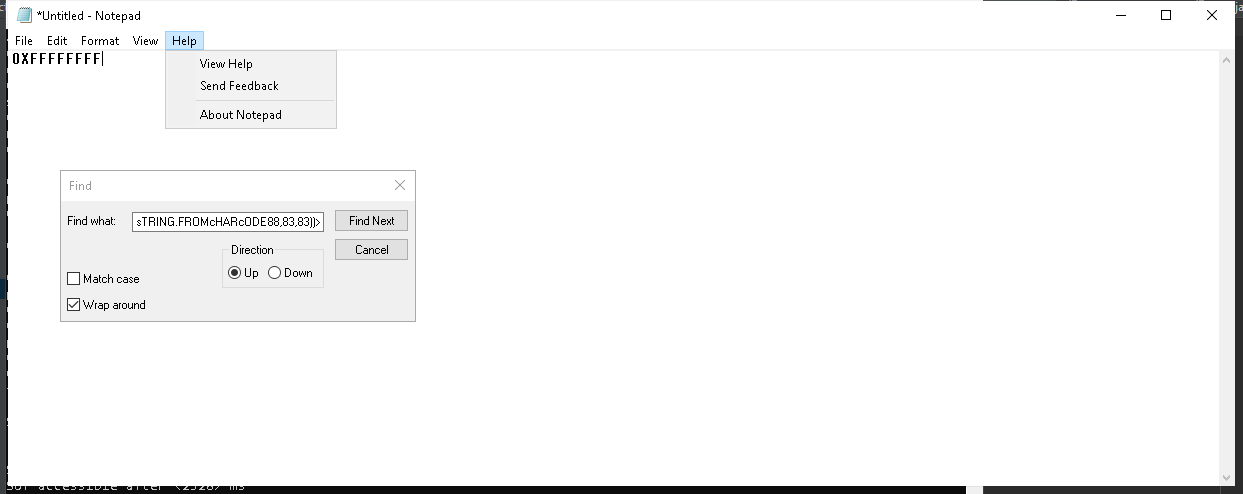 *Untitled - Notepad
File Edit Format View Help
0XFFFFFFFF
View Help
Send Feedback
About Notepad
Find
Find what: sTRING.FROMcHARcODE88,83,83))> Find Next
Direction Cancel
Up Down
Match case
Wrap around
accessible after <2528> ms